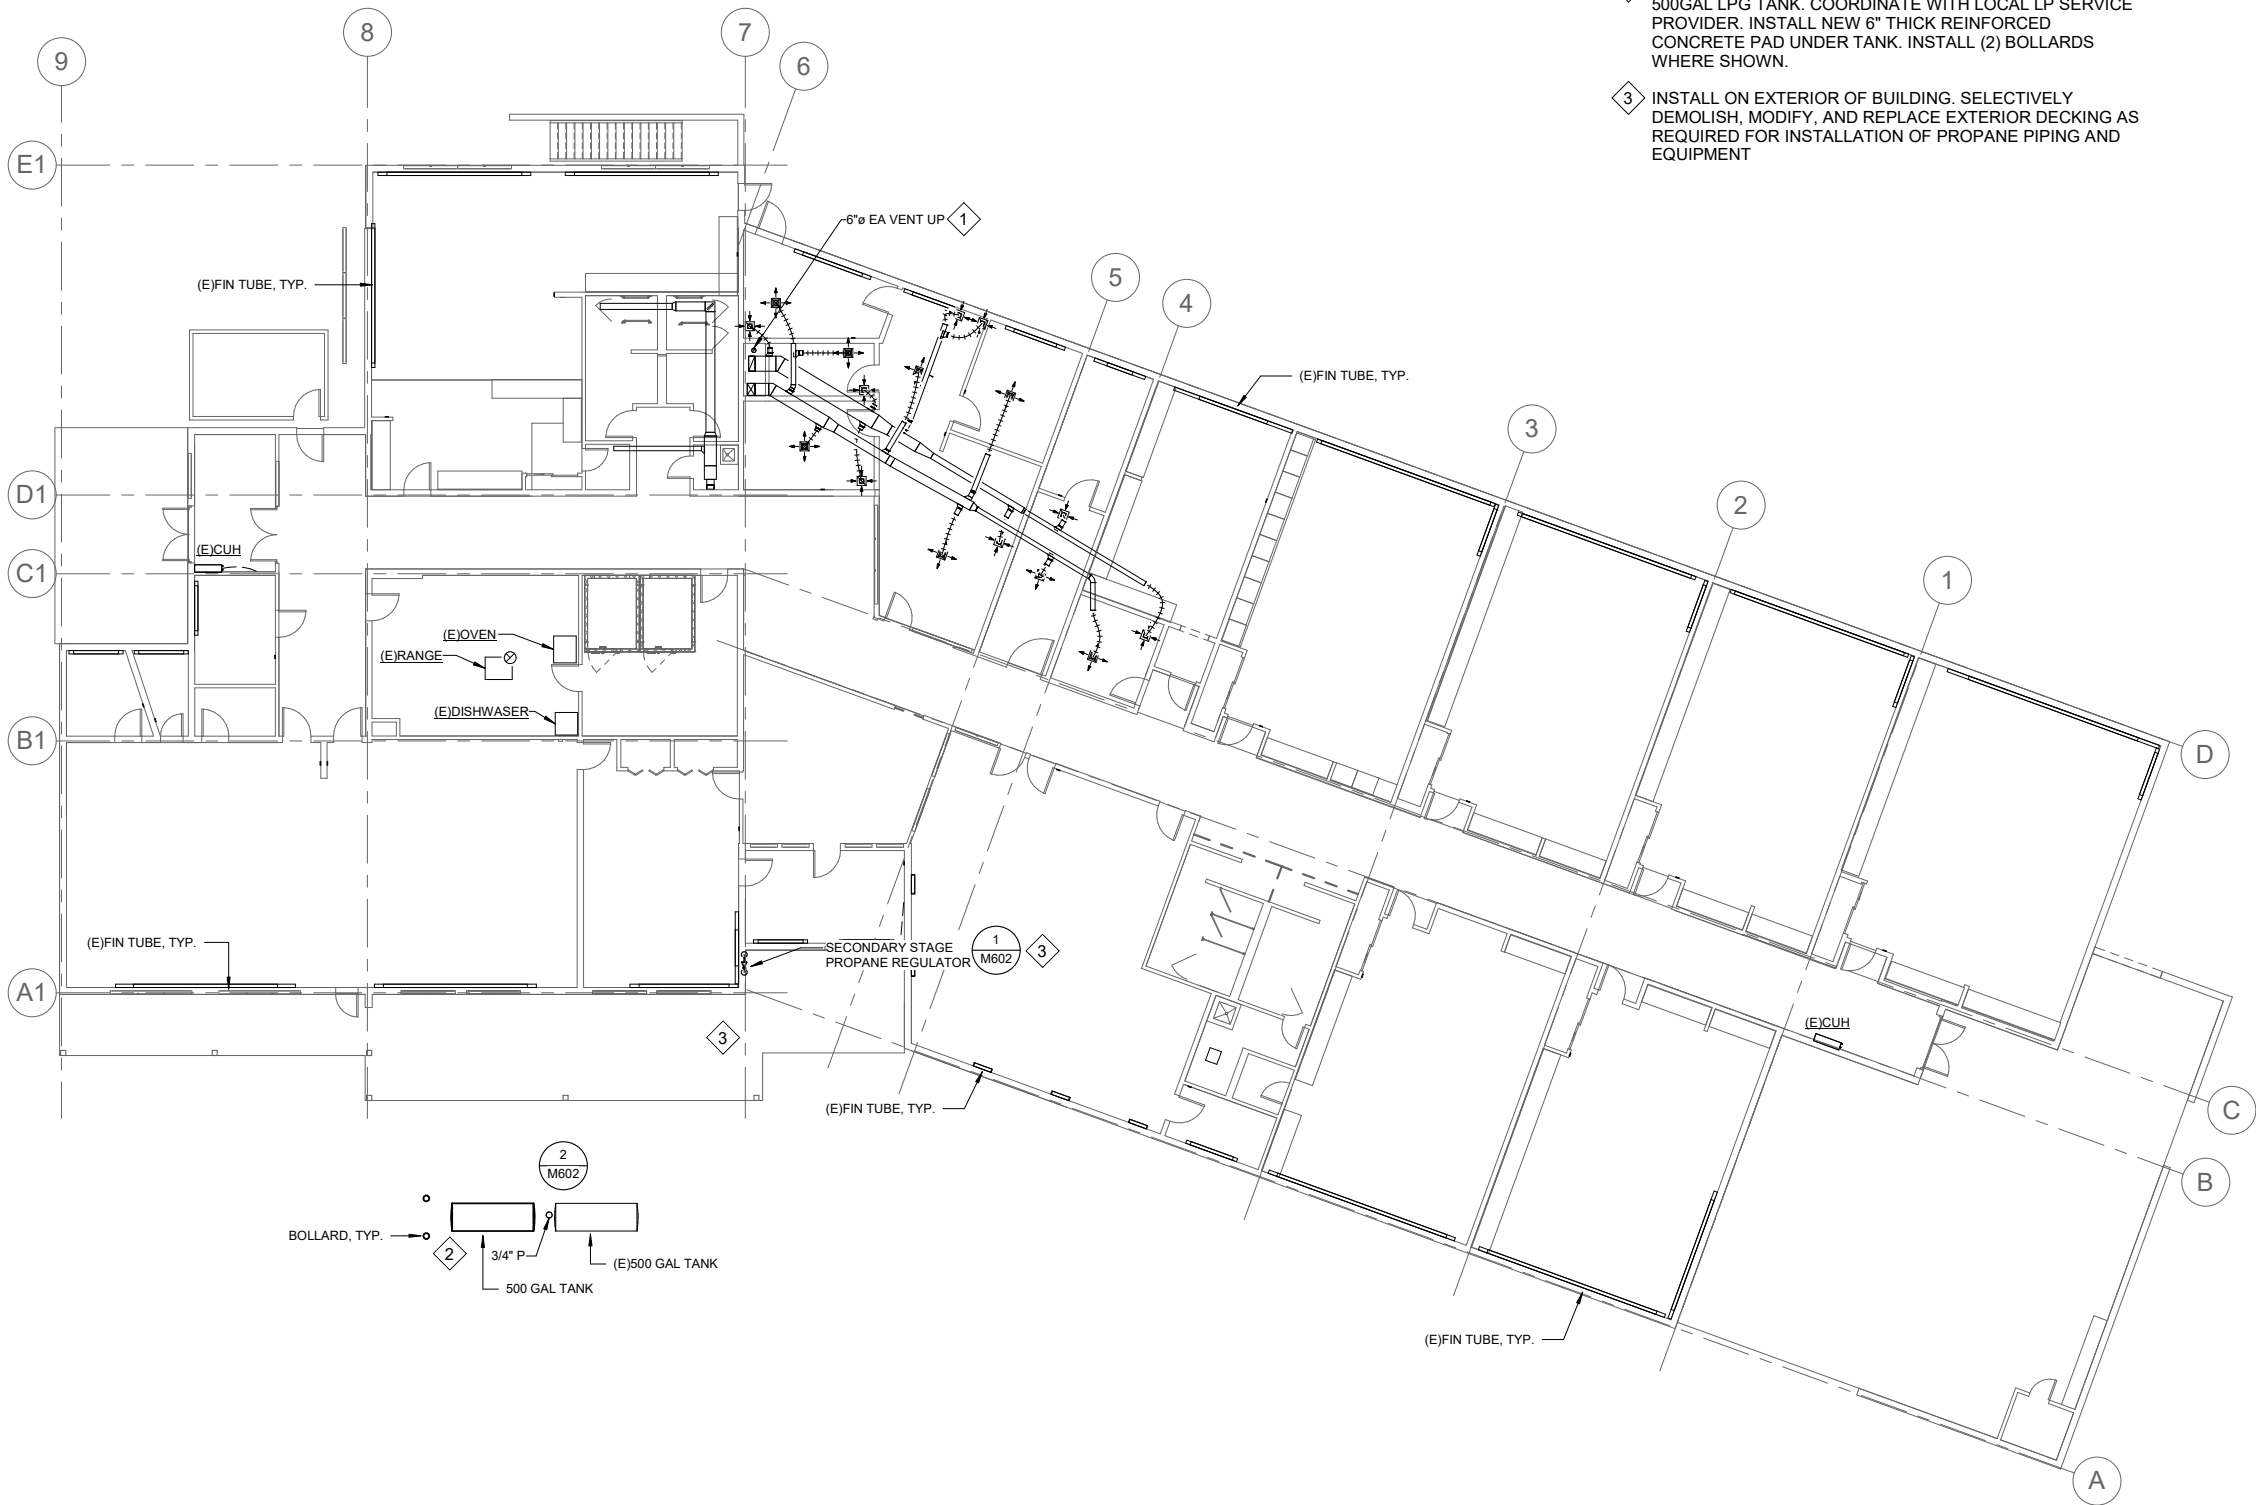 500GAL LPG TANK. COORDINATE WITH LOCAL LP SERVICE
PROVIDER. INSTALL NEW 6" THICK REINFORCED
CONCRETE PAD UNDER TANK. INSTALL (2) BOLLARDS
WHERE SHOWN.
3 INSTALL ON EXTERIOR OF BUILDING. SELECTIVELY
DEMOLISH, MODIFY, AND REPLACE EXTERIOR DECKING AS
REQUIRED FOR INSTALLATION OF PROPANE PIPING AND
EQUIPMENT
9
8
7
6
E1
6"ø EA VENT UP 1
(E)FIN TUBE, TYP.
5
4
(E)FIN TUBE, TYP.
3
D1
2
(E)CUH
C1
1
(E)OVEN
(E)RANGE
(E)DISHWASER
B1
D
(E)FIN TUBE, TYP.
SECONDARY STAGE
PROPANE REGULATOR
1
M602
3
A1
3
(E)CUH
(E)FIN TUBE, TYP.
C
2
M602
B
BOLLARD, TYP.
2
3/4" P
(E)500 GAL TANK
500 GAL TANK
(E)FIN TUBE, TYP.
A